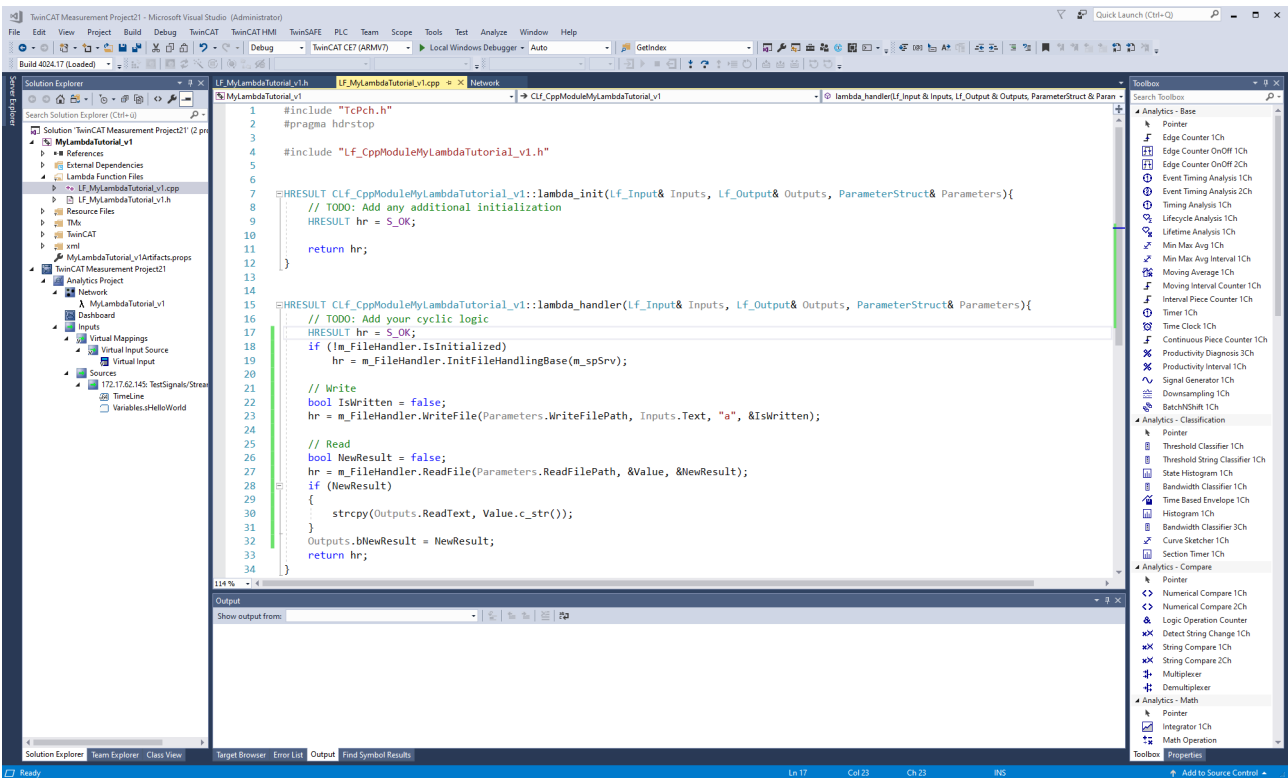 TwinCAT Measurement Project21 - Microsoft Visual Studio (Administrator)
Quick Launch (Ctrl+Q)
File Edit View Project Build Debug TwinCAT TwinCAT HMI TwinSAFE PLC Team Scope Tools Test Analyze Window Help
Debug TwinCAT CE7 (ARMV7) Local Windows Debugger Auto GetIndex
Build 4024.17 (Loaded)
Server Explorer
Solution Explorer
Search Solution Explorer (Ctrl+ü)
Solution 'TwinCAT Measurement Project21' (2 pro
MyLambdaTutorial_v1
References
External Dependencies
Lambda Function Files
LF_MyLambdaTutorial_v1.cpp
LF_MyLambdaTutorial_v1.h
Resource Files
TMx
TwinCAT
xml
MyLambdaTutorial_v1Artifacts.props
TwinCAT Measurement Project21
Analytics Project
Network
MyLambdaTutorial_v1
Dashboard
Inputs
Virtual Mappings
Virtual Input Source
Virtual Input
Sources
172.17.62.145: TestSignals/Strear
TimeLine
Variables.sHelloWorld
Solution Explorer Team Explorer Class View
LF_MyLambdaTutorial_v1.h LF_MyLambdaTutorial_v1.cpp Network
MyLambdaTutorial_v1 CLf_CppModuleMyLambdaTutorial_v1 lambda_handler(Lf_Input & Inputs, Lf_Output & Outputs, ParameterStruct & Param
1 #include "TcPch.h"
2 #pragma hdrstop
3
4 #include "Lf_CppModuleMyLambdaTutorial_v1.h"
5
6
7 HRESULT CLf_CppModuleMyLambdaTutorial_v1::lambda_init(Lf_Input& Inputs, Lf_Output& Outputs, ParameterStruct& Parameters){
8 // TODO: Add any additional initialization
9 HRESULT hr = S_OK;
10
11 return hr;
12 }
13
14
15 HRESULT CLf_CppModuleMyLambdaTutorial_v1::lambda_handler(Lf_Input& Inputs, Lf_Output& Outputs, ParameterStruct& Parameters){
16 // TODO: Add your cyclic logic
17 HRESULT hr = S_OK;
18 if (!m_FileHandler.IsInitialized)
19 hr = m_FileHandler.InitFileHandlingBase(m_spSrv);
20
21 // Write
22 bool IsWritten = false;
23 hr = m_FileHandler.WriteFile(Parameters.WriteFilePath, Inputs.Text, "a", &IsWritten);
24
25 // Read
26 bool NewResult = false;
27 hr = m_FileHandler.ReadFile(Parameters.ReadFilePath, &Value, &NewResult);
28 if (NewResult)
29 {
30 strcpy(Outputs.ReadText, Value.c_str());
31 }
32 Outputs.bNewResult = NewResult;
33 return hr;
34 }
114 %
Output
Show output from:
Target Browser Error List Output Find Symbol Results
Toolbox
Search Toolbox
Analytics - Base
Pointer
Edge Counter 1Ch
Edge Counter OnOff 1Ch
Edge Counter OnOff 2Ch
Event Timing Analysis 1Ch
Event Timing Analysis 2Ch
Timing Analysis 1Ch
Lifecycle Analysis 1Ch
Lifetime Analysis 1Ch
Min Max Avg 1Ch
Min Max Avg Interval 1Ch
Moving Average 1Ch
Moving Interval Counter 1Ch
Interval Piece Counter 1Ch
Timer 1Ch
Time Clock 1Ch
Continuous Piece Counter 1Ch
Productivity Diagnosis 3Ch
Productivity Interval 1Ch
Signal Generator 1Ch
Downsampling 1Ch
BatchNShift 1Ch
Analytics - Classification
Pointer
Threshold Classifier 1Ch
Threshold String Classifier 1Ch
State Histogram 1Ch
Bandwidth Classifier 1Ch
Time Based Envelope 1Ch
Histogram 1Ch
Bandwidth Classifier 3Ch
Curve Sketcher 1Ch
Section Timer 1Ch
Analytics - Compare
Pointer
Numerical Compare 1Ch
Numerical Compare 2Ch
Logic Operation Counter
Detect String Change 1Ch
String Compare 1Ch
String Compare 2Ch
Multiplexer
Demultiplexer
Analytics - Math
Pointer
Integrator 1Ch
Math Operation
Toolbox Properties
Ready Ln 17 Col 23 Ch 23 INS Add to Source Control